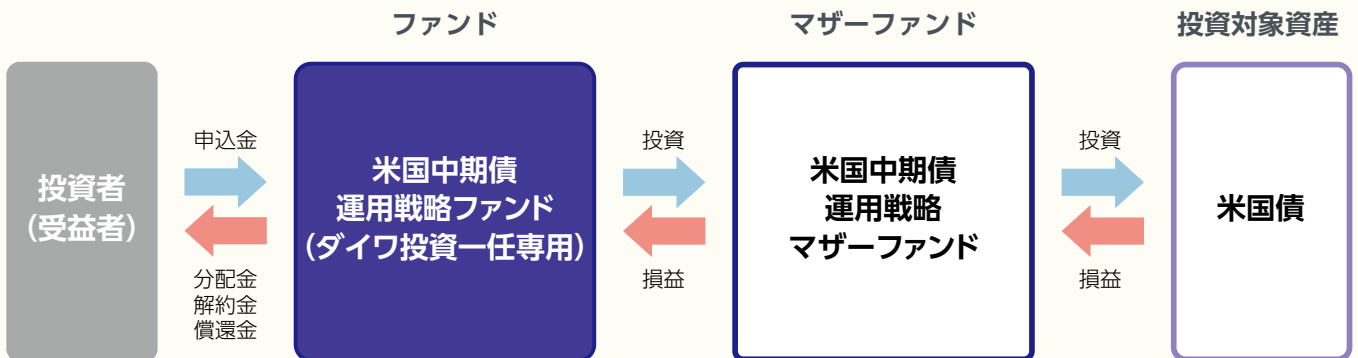 ファンド
マザーファンド
投資対象資産
投資者
(受益者)
申込金
分配金
解約金
償還金
米国中期債
運用戦略ファンド
(ダイワ投資一任専用)
投資
損益
米国中期債
運用戦略
マザーファンド
投資
損益
米国債